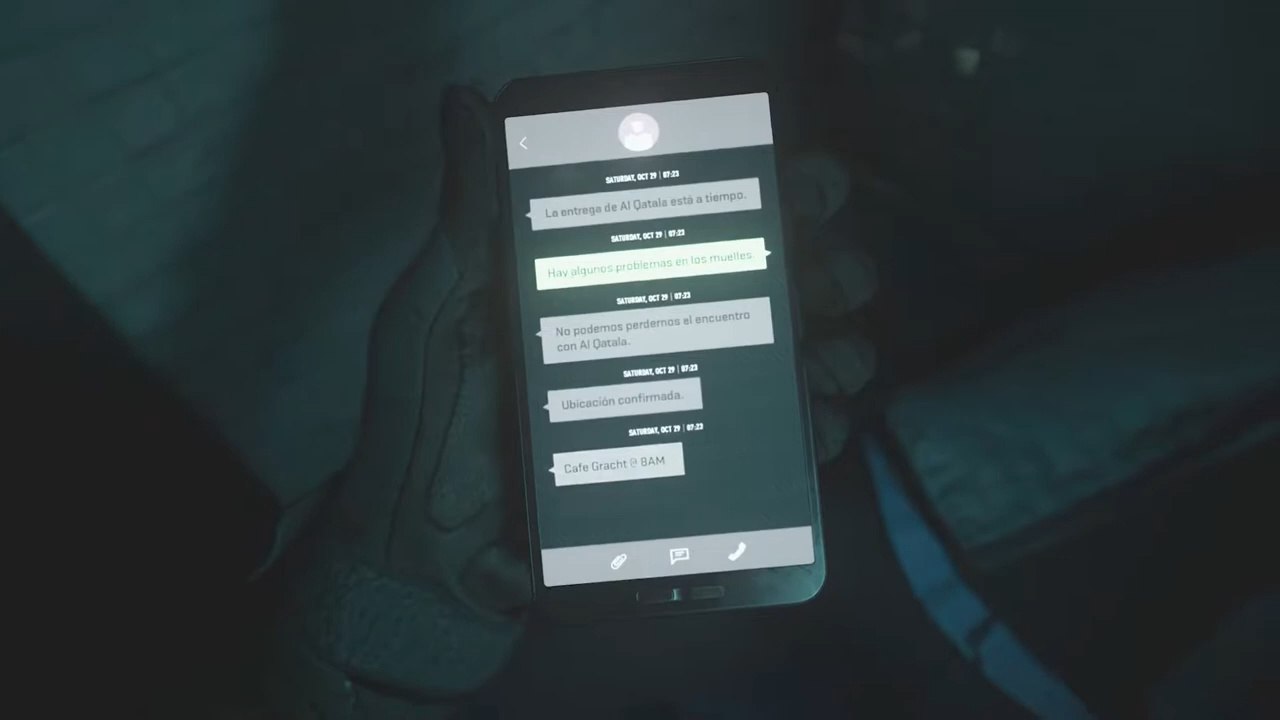 SATURDAY, OCT 29 | 07:23
La entrega de Al Qatala está a tiempo.
SATURDAY, OCT 29 | 07:23
Hay algunos problemas en los muelles.
SATURDAY, OCT 29 | 07:23
No podemos perdernos el encuentro
con Al Qatala.
SATURDAY, OCT 29 | 07:23
Ubicación confirmada.
SATURDAY, OCT 29 | 07:23
Cafe Gracht @ 8AM